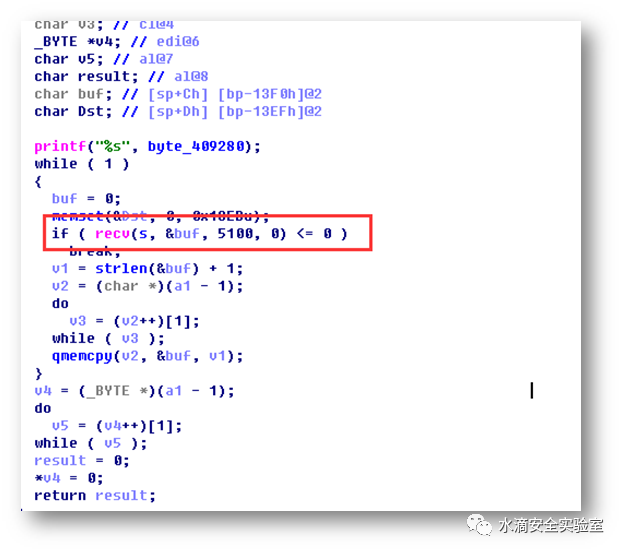 char v3; // cl@4
_BYTE *v4; // edi@6
char v5; // al@7
char result; // al@8
char buf; // [sp+Ch] [bp-13F0h]@2
char Dst; // [sp+Dh] [bp-13EFh]@2
printf("%s", byte_409280);
while ( 1 )
{
buf = 0;
memset(&Dst, 0, 0x13EBu);
if ( recv(s, &buf, 5100, 0) <= 0 )
break;
v1 = strlen(&buf) + 1;
v2 = (char *)(a1 - 1);
do
v3 = (v2++)[1];
while ( v3 );
qmemcpy(v2, &buf, v1);
}
v4 = (_BYTE *)(a1 - 1);
do
v5 = (v4++)[1];
while ( v5 );
result = 0;
*v4 = 0;
return result;
水滴安全实验室